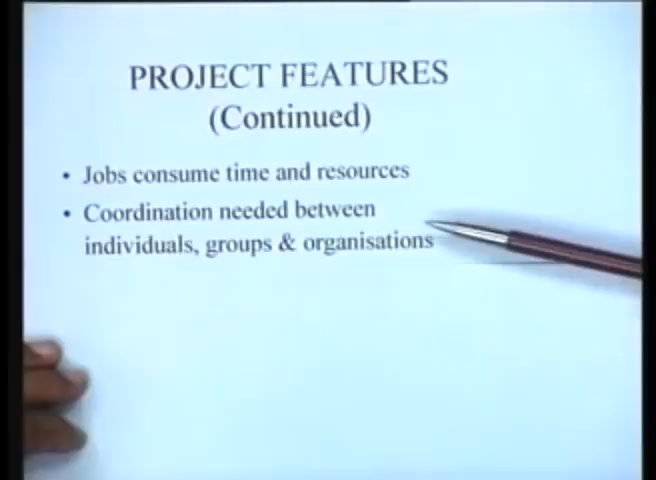 PROJECT FEATURES
(Continued)
• Jobs consume time and resources
• Coordination needed between
individuals, groups & organisations